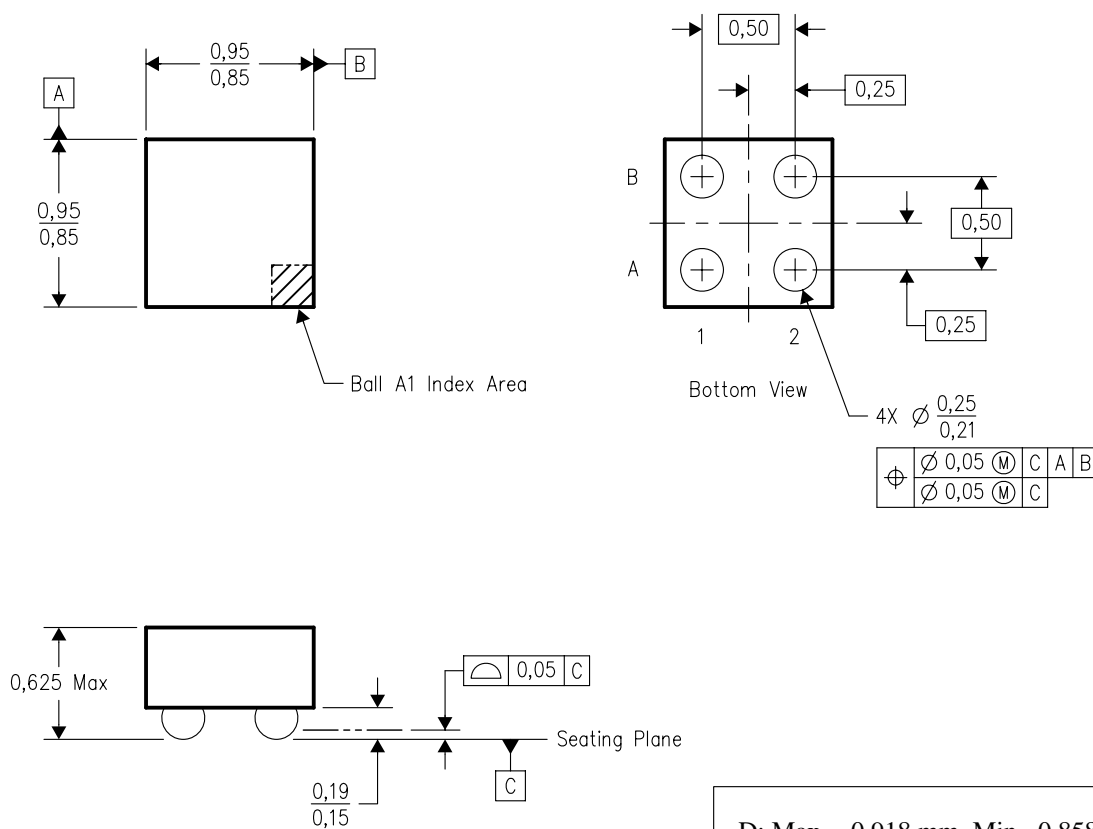 0,95
0,85
B
A
0,95
0,85
Ball A1 Index Area
0,50
0,25
B
A
0,50
0,25
1 2
Bottom View
4X Ø 0,25
0,21
⌖ Ø 0,05 Ⓜ C A B
Ø 0,05 Ⓜ C
0,625 Max
⌓ 0,05 C
Seating Plane
C
0,19
0,15